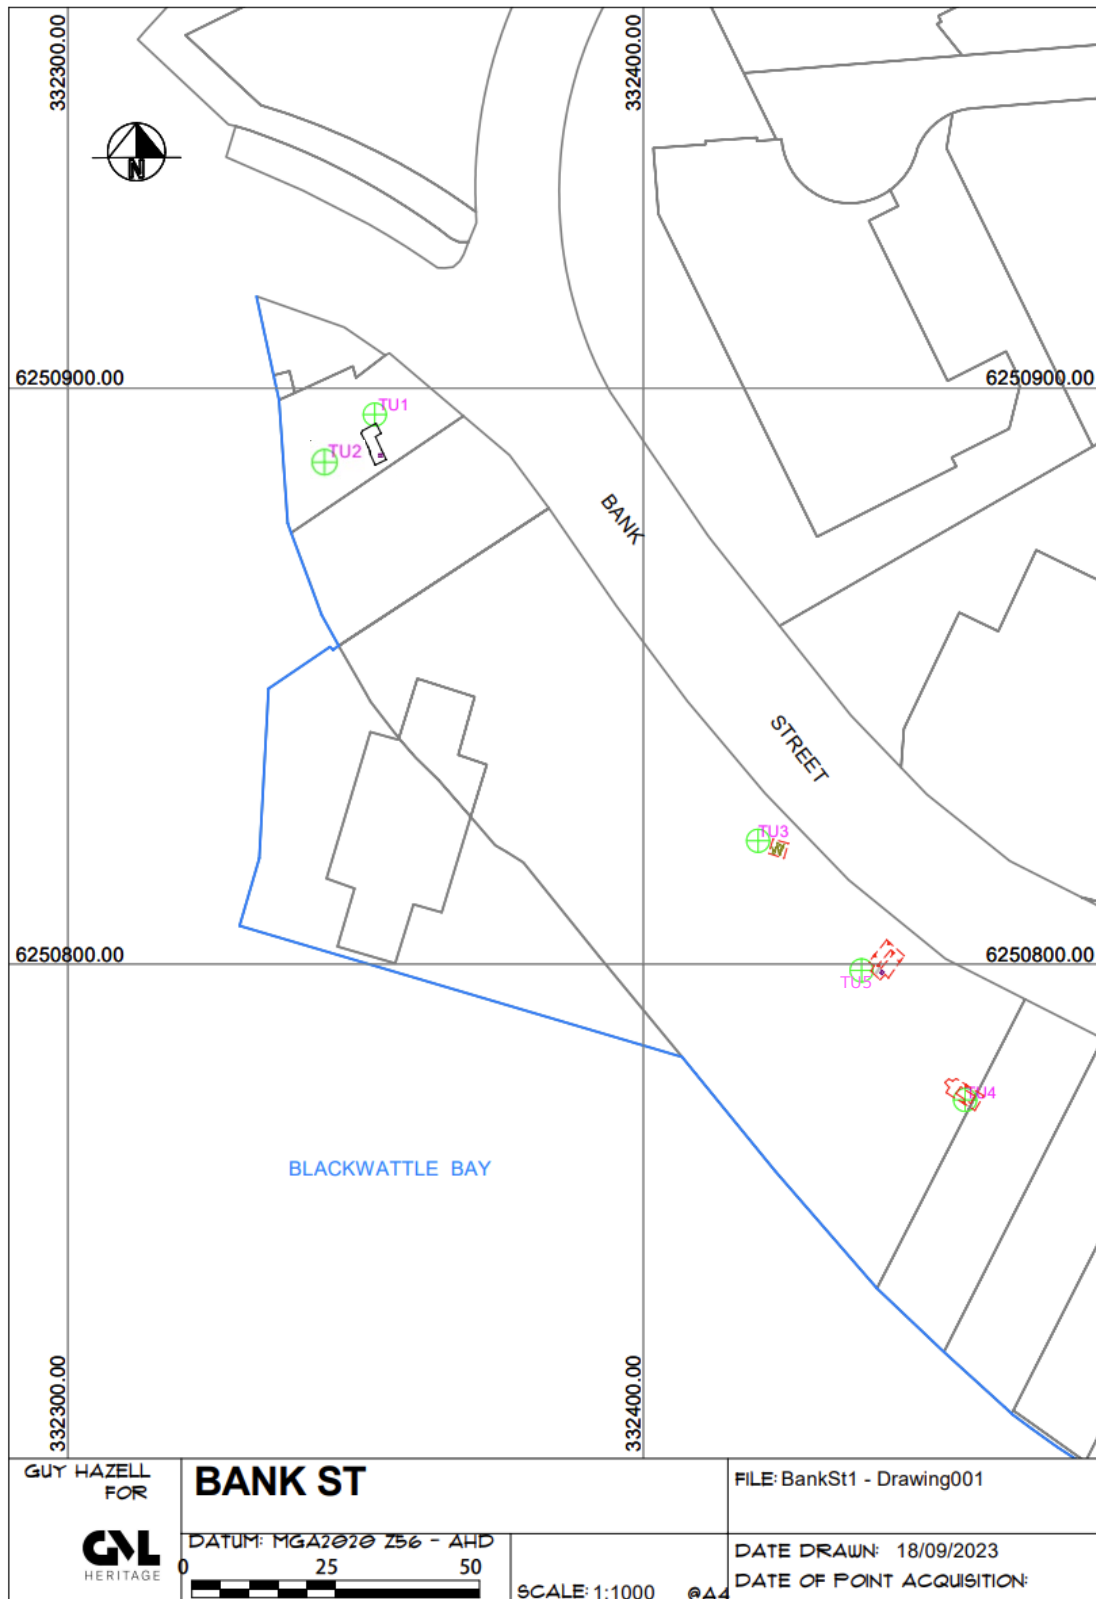 332300.00
332400.00
N
6250900.00
6250900.00
TU1
TU2
BANK
STREET
TU3
6250800.00
6250800.00
TU5
TU4
BLACKWATTLE BAY
332300.00
332400.00
GUY HAZELL
FOR
GML
HERITAGE
BANK ST
DATUM: MGA2020 Z56 - AHD
0 25 50
SCALE: 1:1000 @A4
FILE: BankSt1 - Drawing001
DATE DRAWN: 18/09/2023
DATE OF POINT ACQUISITION: